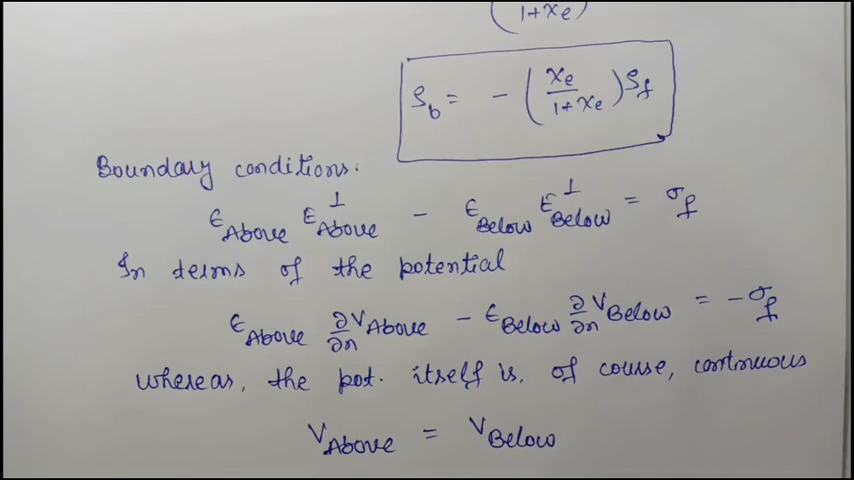 (1+χe)
ρb = - (χe/1+χe) ρf
Boundary conditions:
ϵAbove E⊥Above - ϵBelow E⊥Below = σf
In terms of the potential
ϵAbove ∂/∂n VAbove - ϵBelow ∂/∂n VBelow = -σf
whereas, the pot. itself is, of course, continuous
VAbove = VBelow